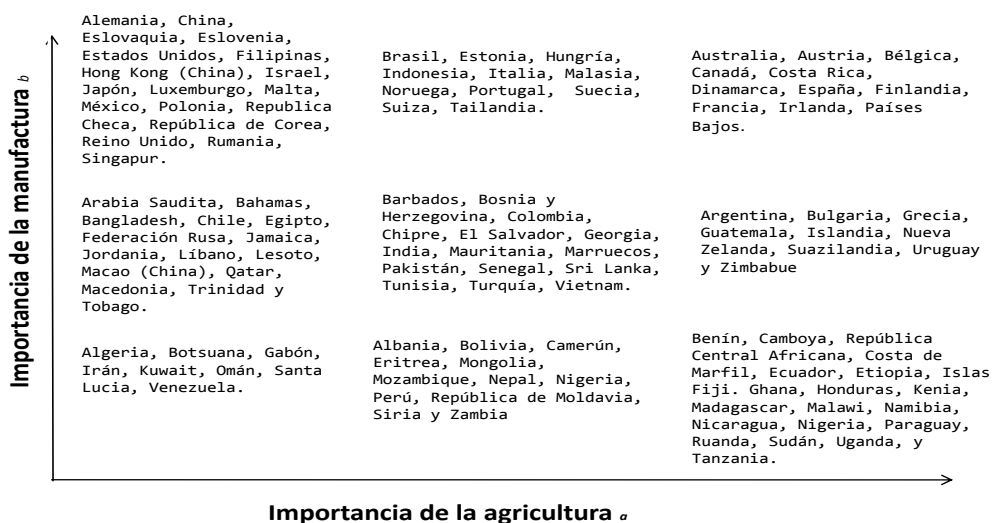 Importancia de la manufactura b
Alemania, China,
Eslovaquia, Eslovenia,
Estados Unidos, Filipinas,
Hong Kong (China), Israel,
Japón, Luxemburgo, Malta,
México, Polonia, Republica
Checa, República de Corea,
Reino Unido, Rumania,
Singapur.
Brasil, Estonia, Hungría,
Indonesia, Italia, Malasia,
Noruega, Portugal, Suecia,
Suiza, Tailandia.
Australia, Austria, Bélgica,
Canadá, Costa Rica,
Dinamarca, España, Finlandia,
Francia, Irlanda, Países
Bajos.
Arabia Saudita, Bahamas,
Bangladesh, Chile, Egipto,
Federación Rusa, Jamaica,
Jordania, Líbano, Lesoto,
Macao (China), Qatar,
Macedonia, Trinidad y
Tobago.
Barbados, Bosnia y
Herzegovina, Colombia,
Chipre, El Salvador, Georgia,
India, Mauritania, Marruecos,
Pakistán, Senegal, Sri Lanka,
Tunisia, Turquía, Vietnam.
Argentina, Bulgaria, Grecia,
Guatemala, Islandia, Nueva
Zelanda, Suazilandia, Uruguay
y Zimbabue
Algeria, Botsuana, Gabón,
Irán, Kuwait, Omán, Santa
Lucia, Venezuela.
Albania, Bolivia, Camerún,
Eritrea, Mongolia,
Mozambique, Nepal, Nigeria,
Perú, República de Moldavia,
Siria y Zambia
Benín, Camboya, República
Central Africana, Costa de
Marfil, Ecuador, Etiopia, Islas
Fiji. Ghana, Honduras, Kenia,
Madagascar, Malawi, Namibia,
Nicaragua, Nigeria, Paraguay,
Ruanda, Sudán, Uganda, y
Tanzania.
Importancia de la agricultura a